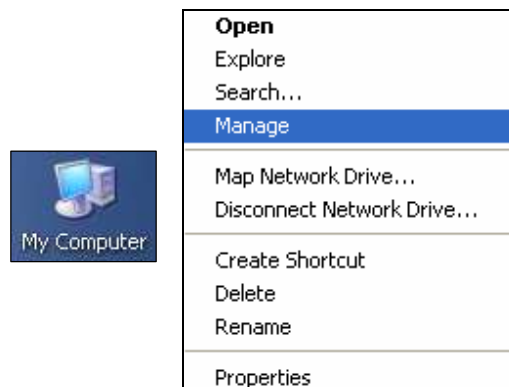 My Computer
Open
Explore
Search...
Manage
Map Network Drive...
Disconnect Network Drive...
Create Shortcut
Delete
Rename
Properties